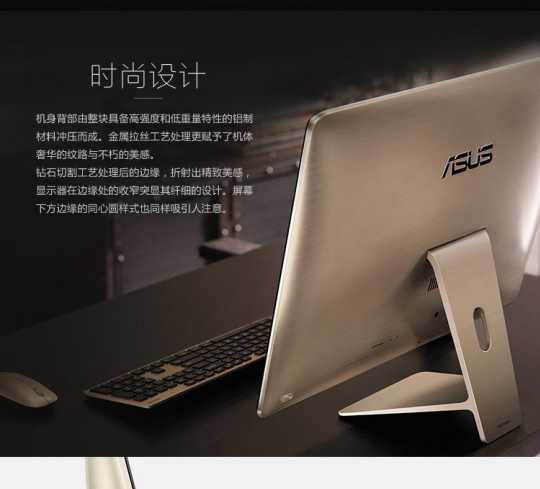 时尚设计
机身背部由整块具备高强度和低重量特性的铝制
材料冲压而成。金属拉丝工艺处理更赋予了机体
奢华的纹路与不朽的美感。
钻石切割工艺处理后的边缘，折射出精致美感，
显示器在边缘处的收窄突显其纤细的设计。屏幕
下方边缘的同心圆样式也同样吸引人注意。
ASUS